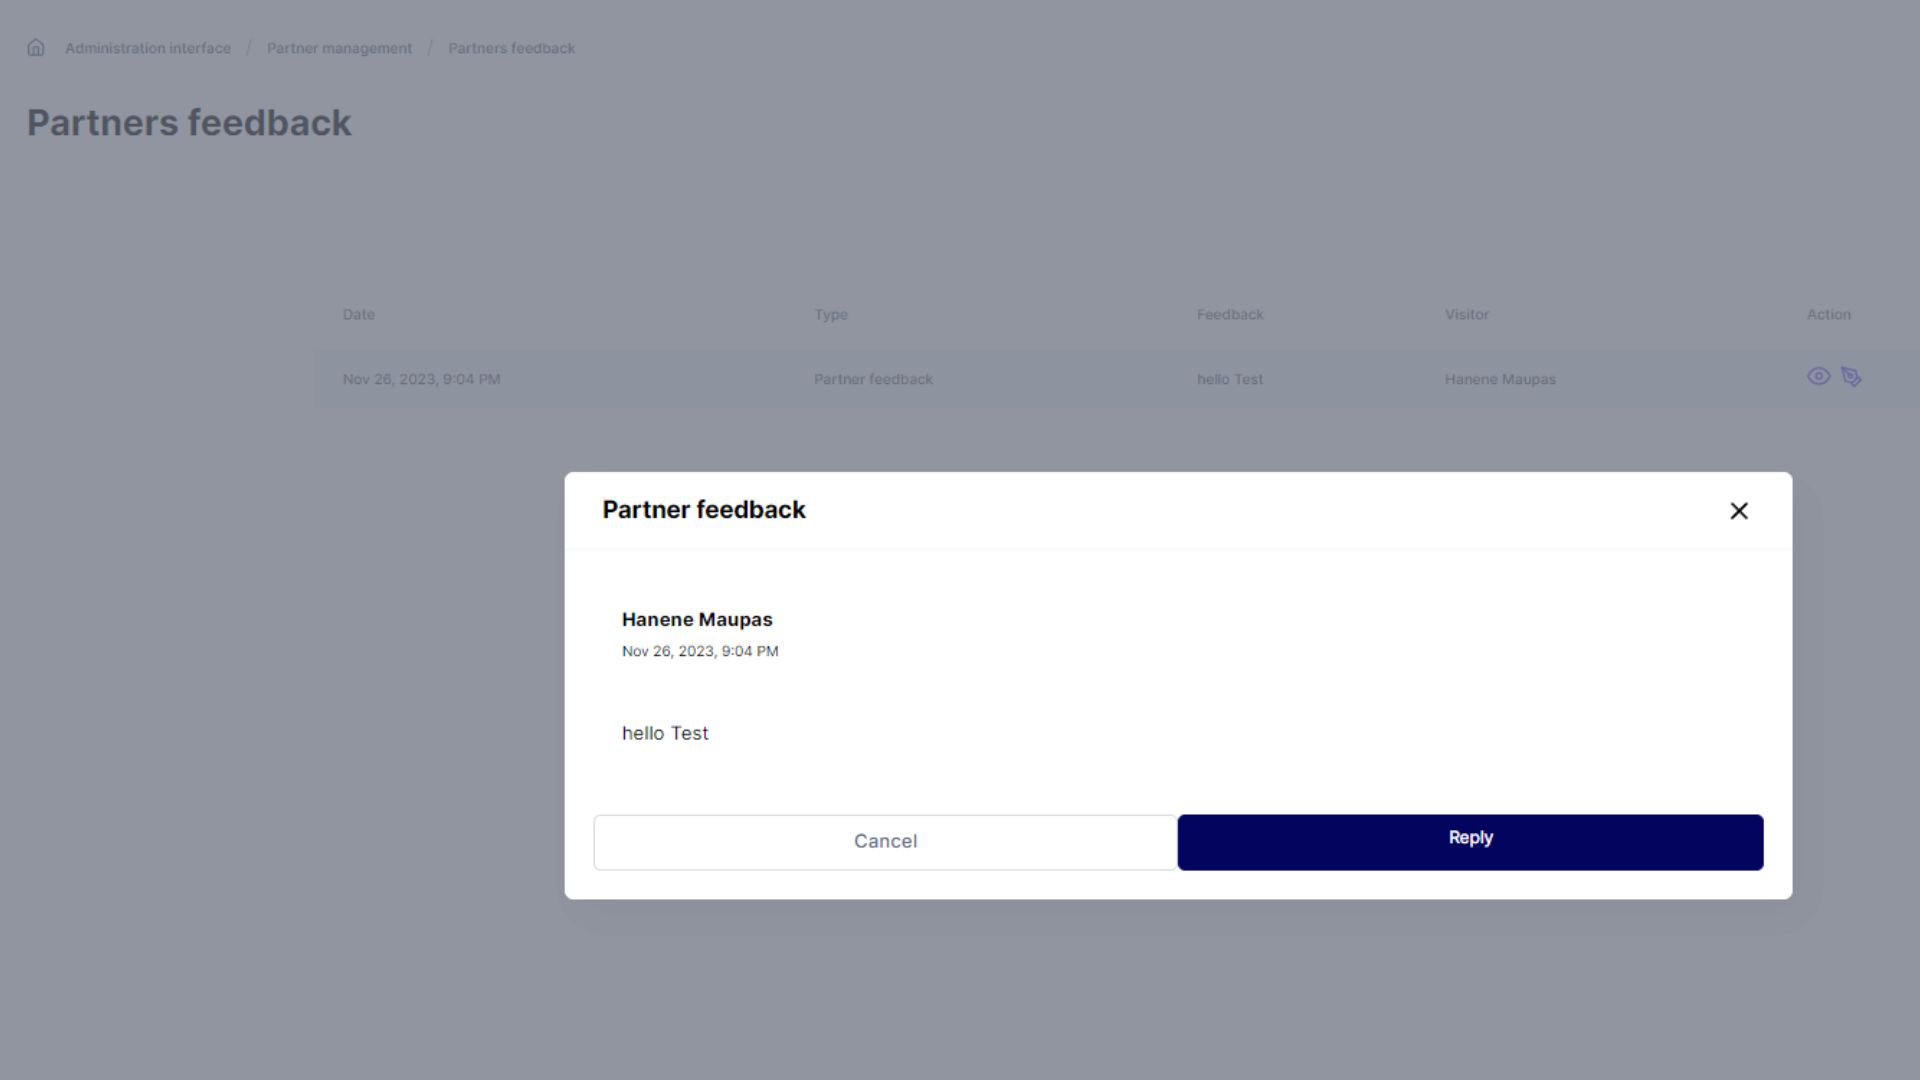 Administration interface / Partner management / Partners feedback
Partners feedback
Date Type Feedback Visitor Action
Nov 26, 2023, 9:04 PM Partner feedback hello Test Hanene Maupas
Partner feedback
Hanene Maupas
Nov 26, 2023, 9:04 PM
hello Test
Cancel Reply